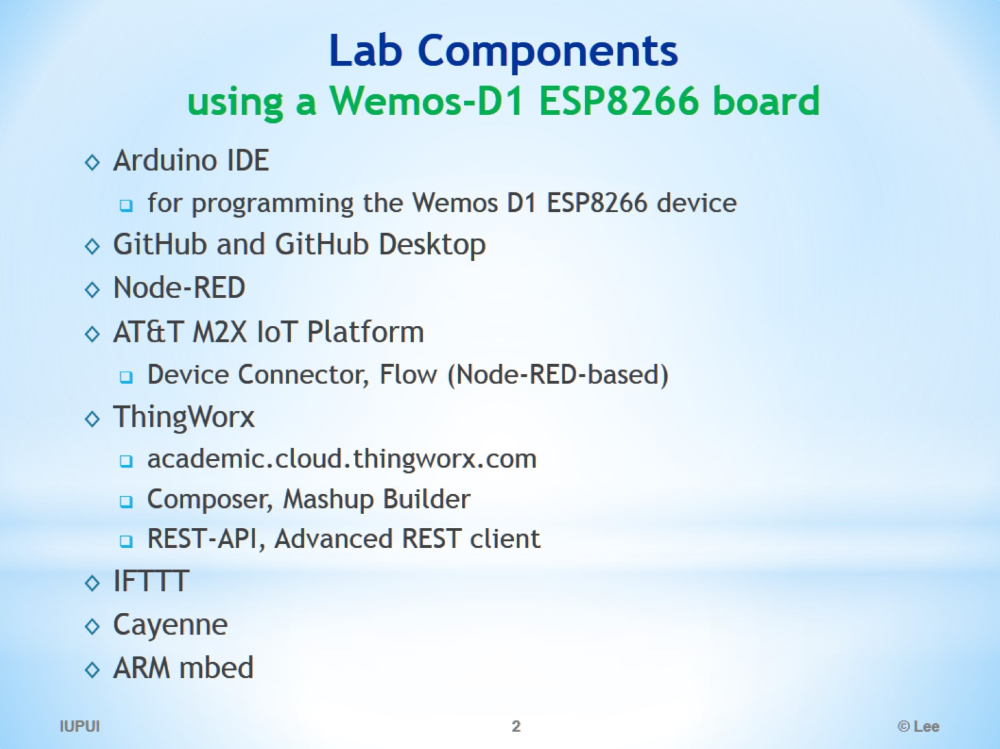 Lab Components
using a Wemos-D1 ESP8266 board
Arduino IDE
for programming the Wemos D1 ESP8266 device
GitHub and GitHub Desktop
Node-RED
AT&T M2X IoT Platform
Device Connector, Flow (Node-RED-based)
ThingWorx
academic.cloud.thingworx.com
Composer, Mashup Builder
REST-API, Advanced REST client
IFTTT
Cayenne
ARM mbed
IUPUI 2 © Lee